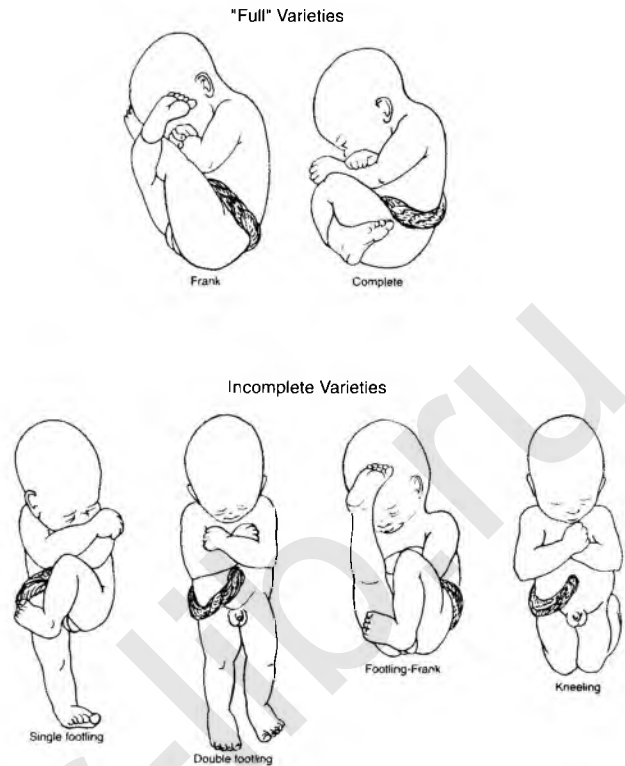 "Full" Varieties
Frank
Complete
Incomplete Varieties
Single footling
Double footling
Footling-Frank
Kneeling